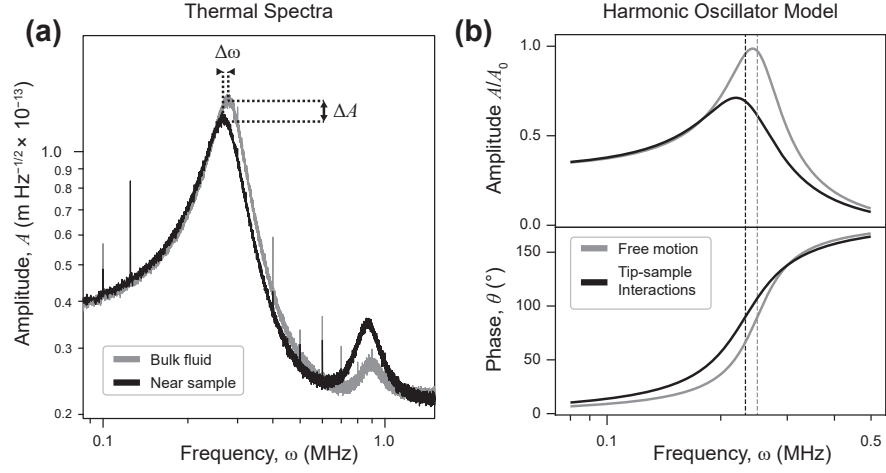 Thermal Spectra
(a)
Δω
ΔA
Amplitude, A (m Hz⁻¹ᐟ² × 10⁻¹³)
1.0
0.9
0.8
0.7
0.6
0.5
0.4
0.3
0.2
Bulk fluid
Near sample
0.1
1.0
Frequency, ω (MHz)
Harmonic Oscillator Model
(b)
Amplitude A/A₀
1.0
0.5
0.0
Phase, θ (°)
150
100
50
0
Free motion
Tip-sample
Interactions
0.1
0.5
Frequency, ω (MHz)